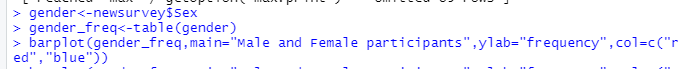 > gender<-newsurvey$Sex
> gender_freq<-table(gender)
> barplot(gender_freq,main="Male and Female participants",ylab="frequency",col=c("r
ed","blue"))